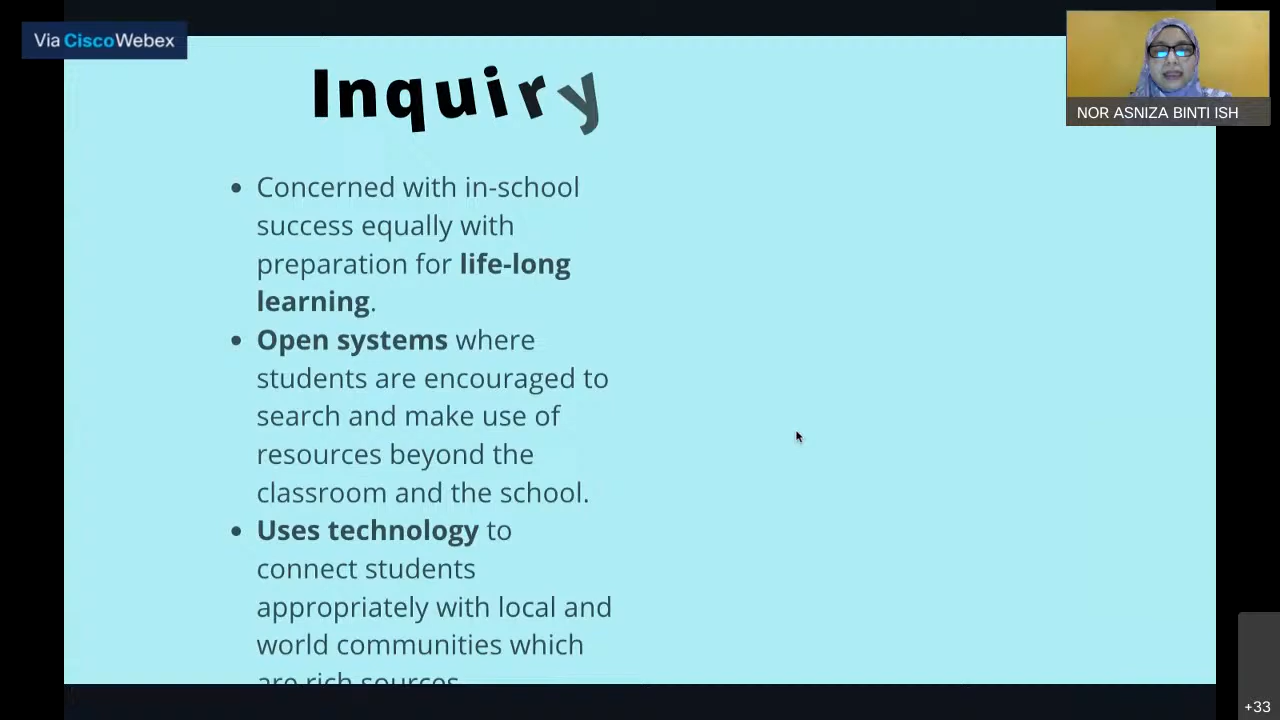 Via Cisco Webex
Inquiry
NOR ASNIZA BINTI ISH
• Concerned with in-school
success equally with
preparation for life-long
learning.
• Open systems where
students are encouraged to
search and make use of
resources beyond the
classroom and the school.
• Uses technology to
connect students
appropriately with local and
world communities which
are rich sources
+33